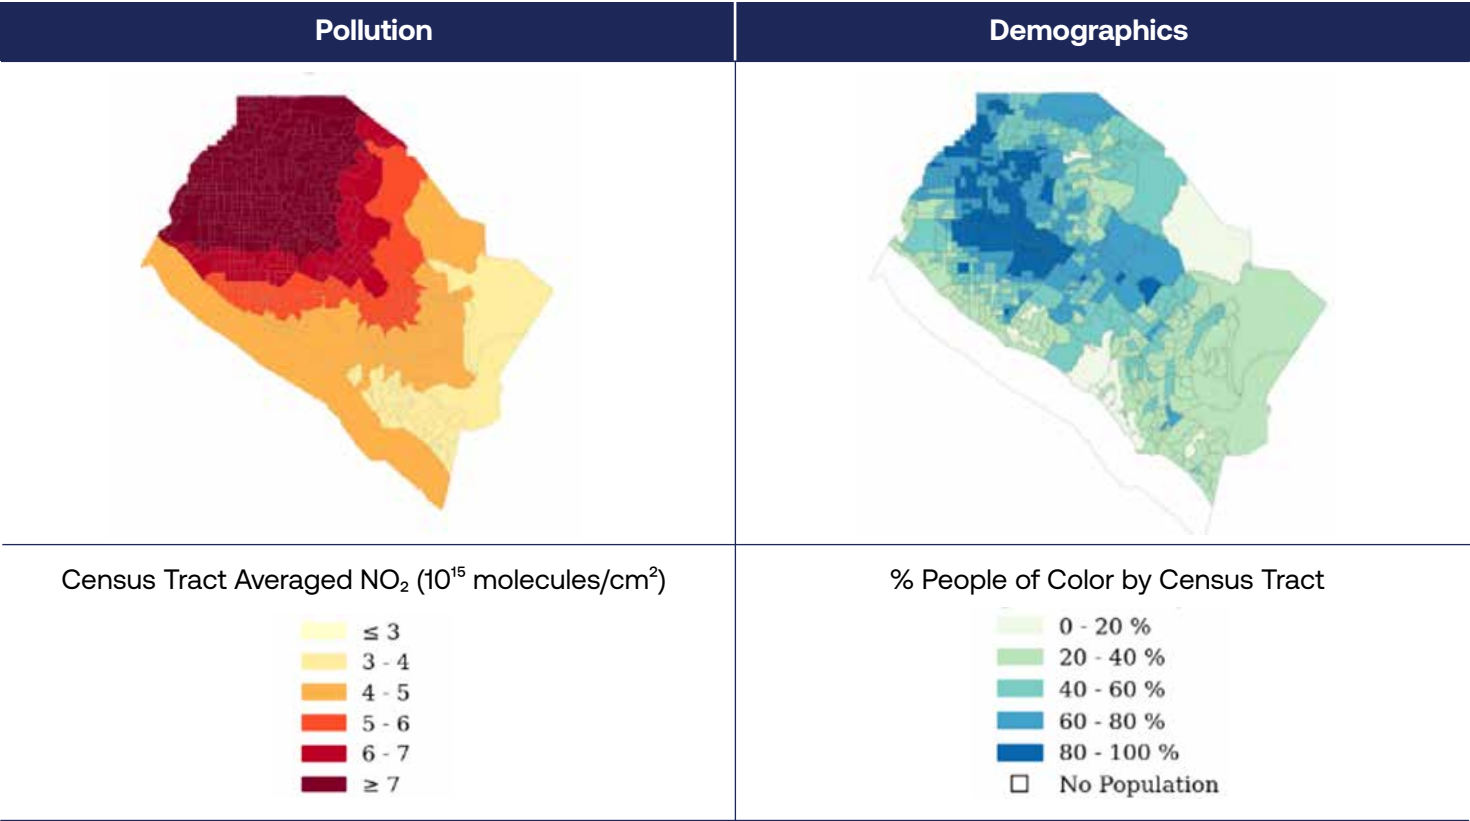 Pollution
Demographics
Census Tract Averaged NO₂ (10¹⁵ molecules/cm²)
≤ 3
3 - 4
4 - 5
5 - 6
6 - 7
≥ 7
% People of Color by Census Tract
0 - 20 %
20 - 40 %
40 - 60 %
60 - 80 %
80 - 100 %
No Population